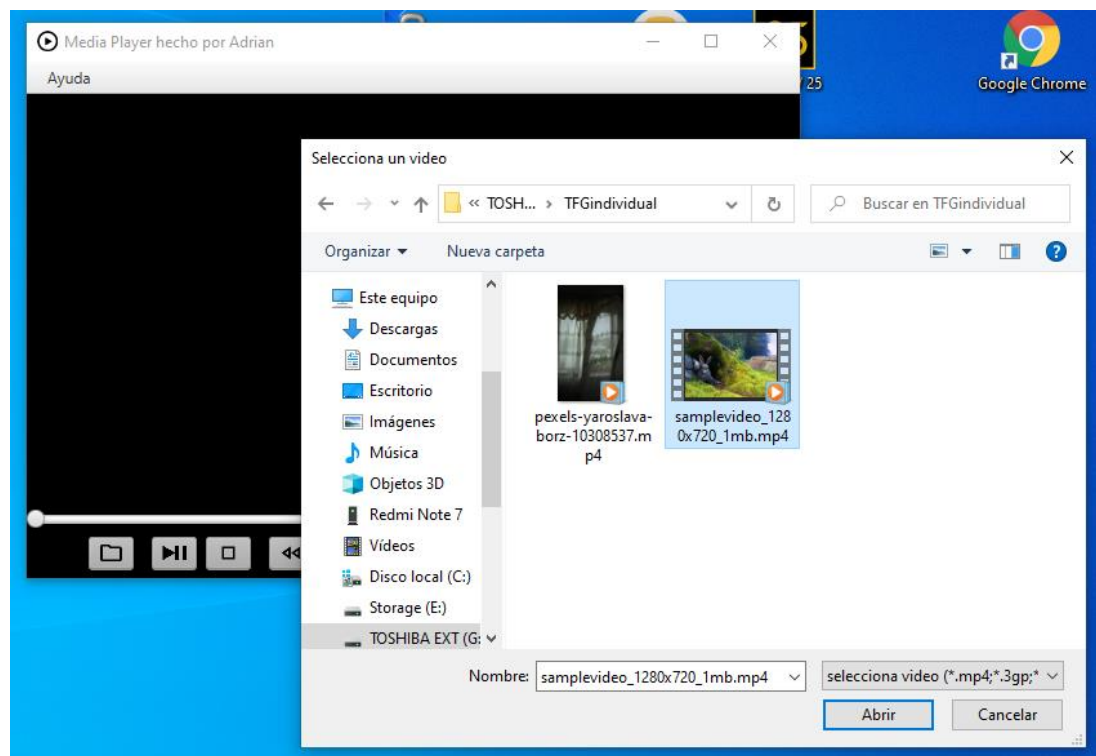 Media Player hecho por Adrian
Ayuda
25
Google Chrome
Selecciona un video
« TOSH... › TFGindividual
Buscar en TFGindividual
Organizar
Nueva carpeta
Este equipo
Descargas
Documentos
Escritorio
Imágenes
Música
Objetos 3D
Redmi Note 7
Vídeos
Disco local (C:)
Storage (E:)
TOSHIBA EXT (G:
pexels-yaroslava-
borz-10308537.m
p4
samplevideo_128
0x720_1mb.mp4
Nombre: samplevideo_1280x720_1mb.mp4
selecciona video (*.mp4;*.3gp;*
Abrir
Cancelar